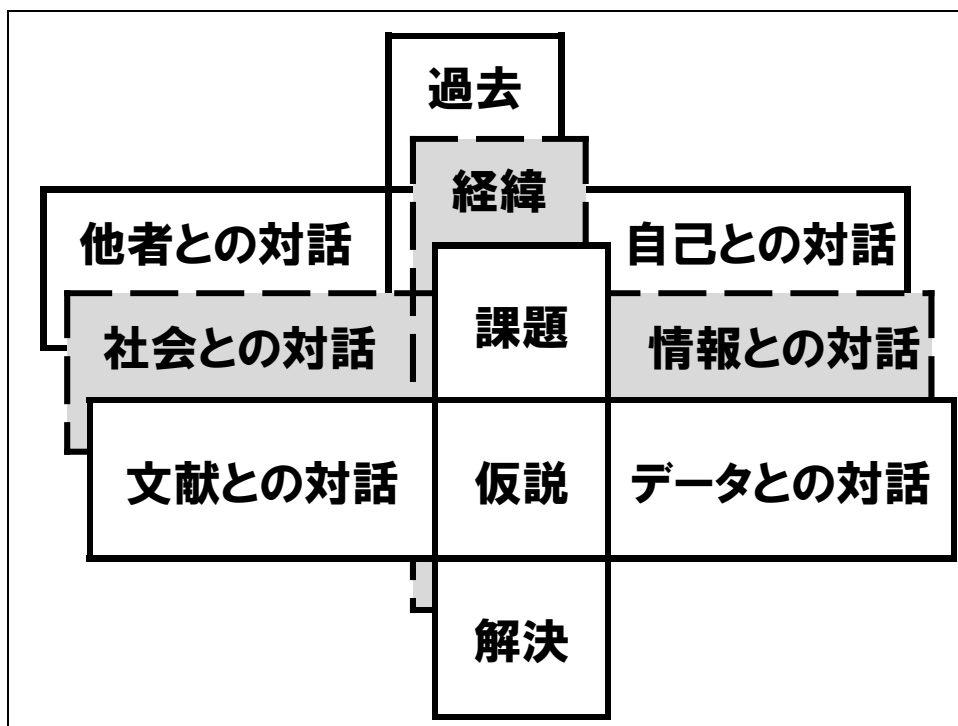 過去
経緯
他者との対話
自己との対話
社会との対話
課題
情報との対話
文献との対話
仮説
データとの対話
解決